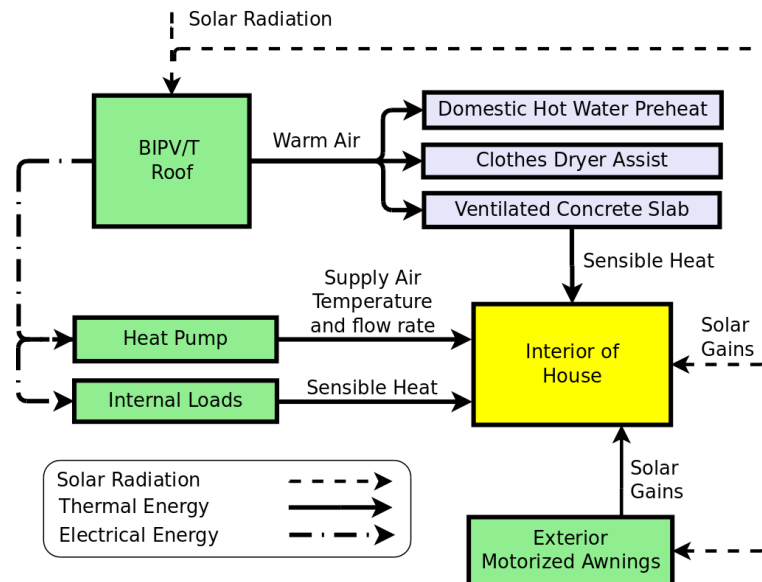 Solar Radiation
BIPV/T
Roof
Warm Air
Domestic Hot Water Preheat
Clothes Dryer Assist
Ventilated Concrete Slab
Sensible Heat
Supply Air
Temperature
and flow rate
Heat Pump
Interior of
House
Solar
Gains
Internal Loads
Sensible Heat
Solar Radiation
Thermal Energy
Electrical Energy
Solar
Gains
Exterior
Motorized Awnings